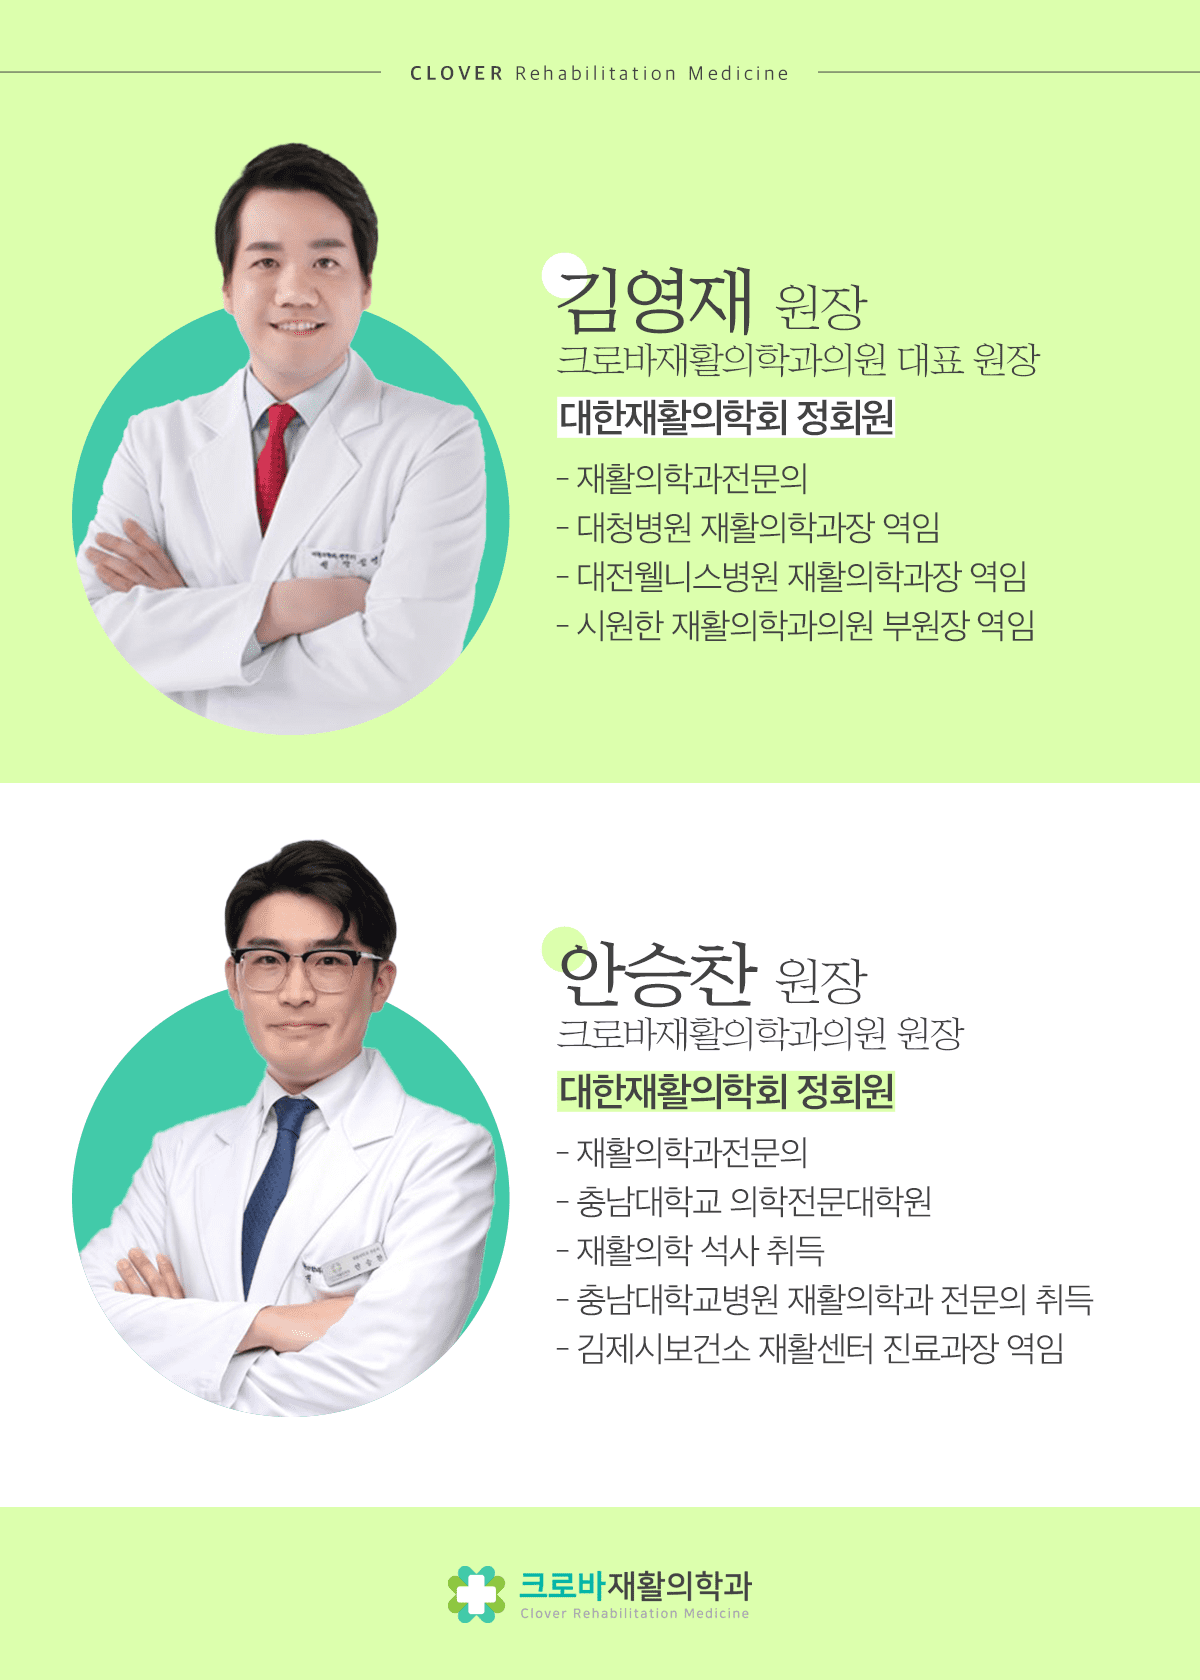 CLOVER Rehabilitation Medicine
김영재 원장
크로바재활의학과의원 대표 원장
대한재활의학회 정회원
- 재활의학과전문의
- 대청병원 재활의학과장 역임
- 대전웰니스병원 재활의학과장 역임
- 시원한 재활의학과의원 부원장 역임
안승찬 원장
크로바재활의학과의원 원장
대한재활의학회 정회원
- 재활의학과전문의
- 충남대학교 의학전문대학원
- 재활의학 석사 취득
- 충남대학교병원 재활의학과 전문의 취득
- 김제시보건소 재활센터 진료과장 역임
크로바재활의학과
Clover Rehabilitation Medicine